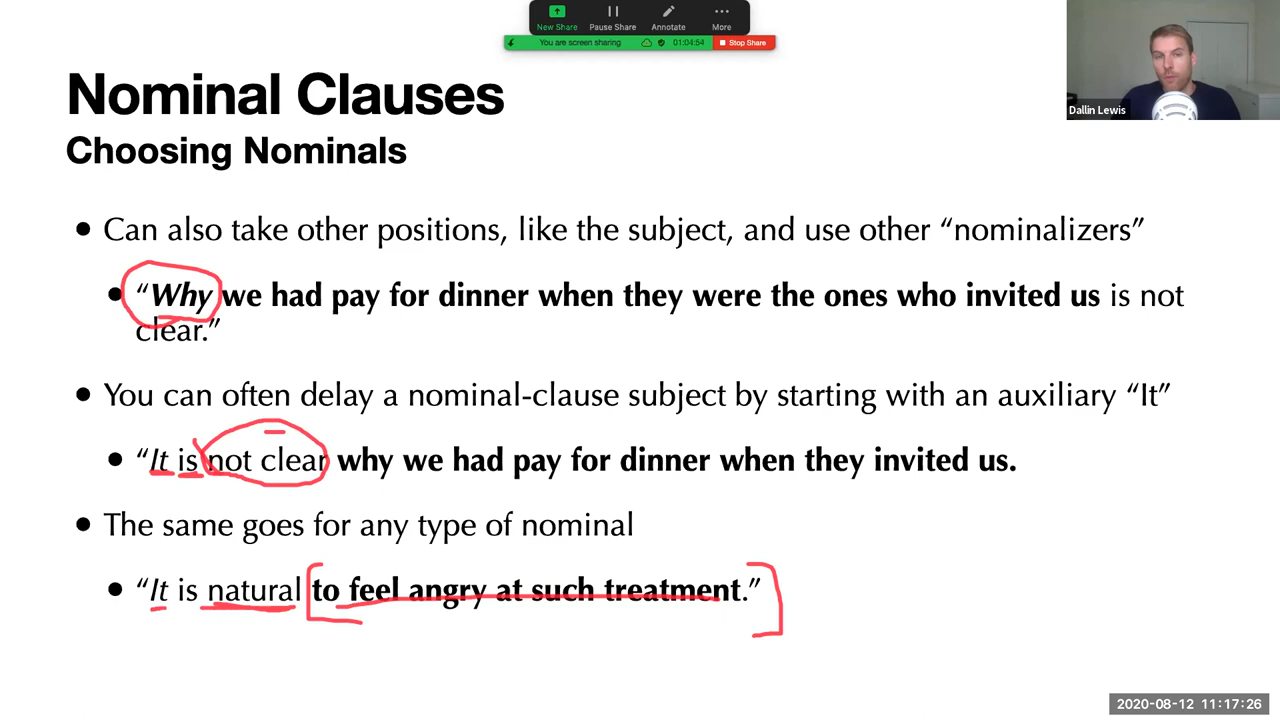 New Share
Pause Share
Annotate
More
You are screen sharing
01:04:54
Stop Share
Dallin Lewis
Nominal Clauses
Choosing Nominals
• Can also take other positions, like the subject, and use other “nominalizers”
• “Why we had pay for dinner when they were the ones who invited us is not
clear.”
• You can often delay a nominal-clause subject by starting with an auxiliary “It”
• “It is not clear why we had pay for dinner when they invited us.
• The same goes for any type of nominal
• “It is natural to feel angry at such treatment.”
2020-08-12 11:17:26